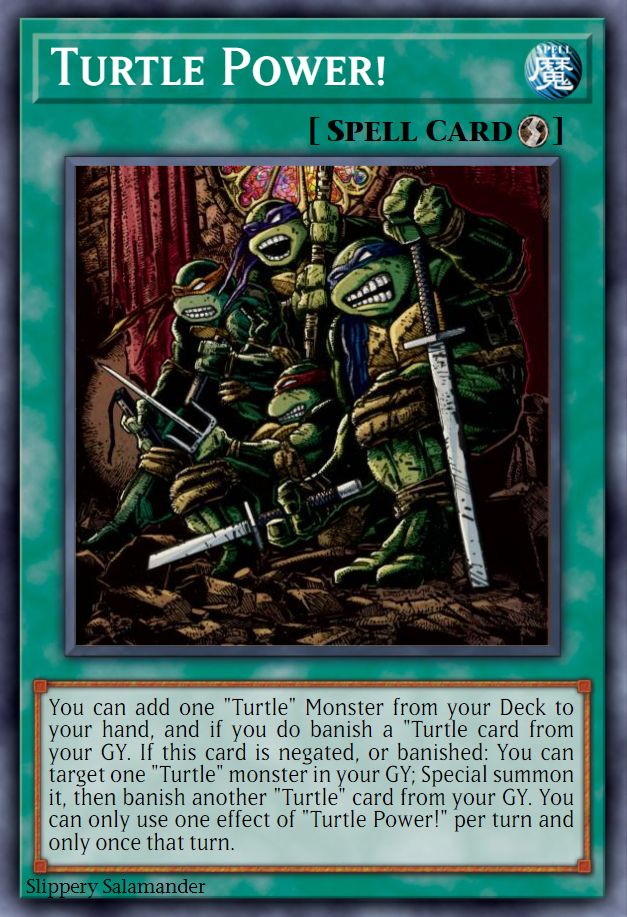 Turtle Power!
SPELL
魔
[ Spell Card ]
You can add one "Turtle" Monster from your Deck to
your hand, and if you do banish a "Turtle card from
your GY. If this card is negated, or banished: You can
target one "Turtle" monster in your GY; Special summon
it, then banish another "Turtle" card from your GY. You
can only use one effect of "Turtle Power!" per turn and
only once that turn.
Slippery Salamander